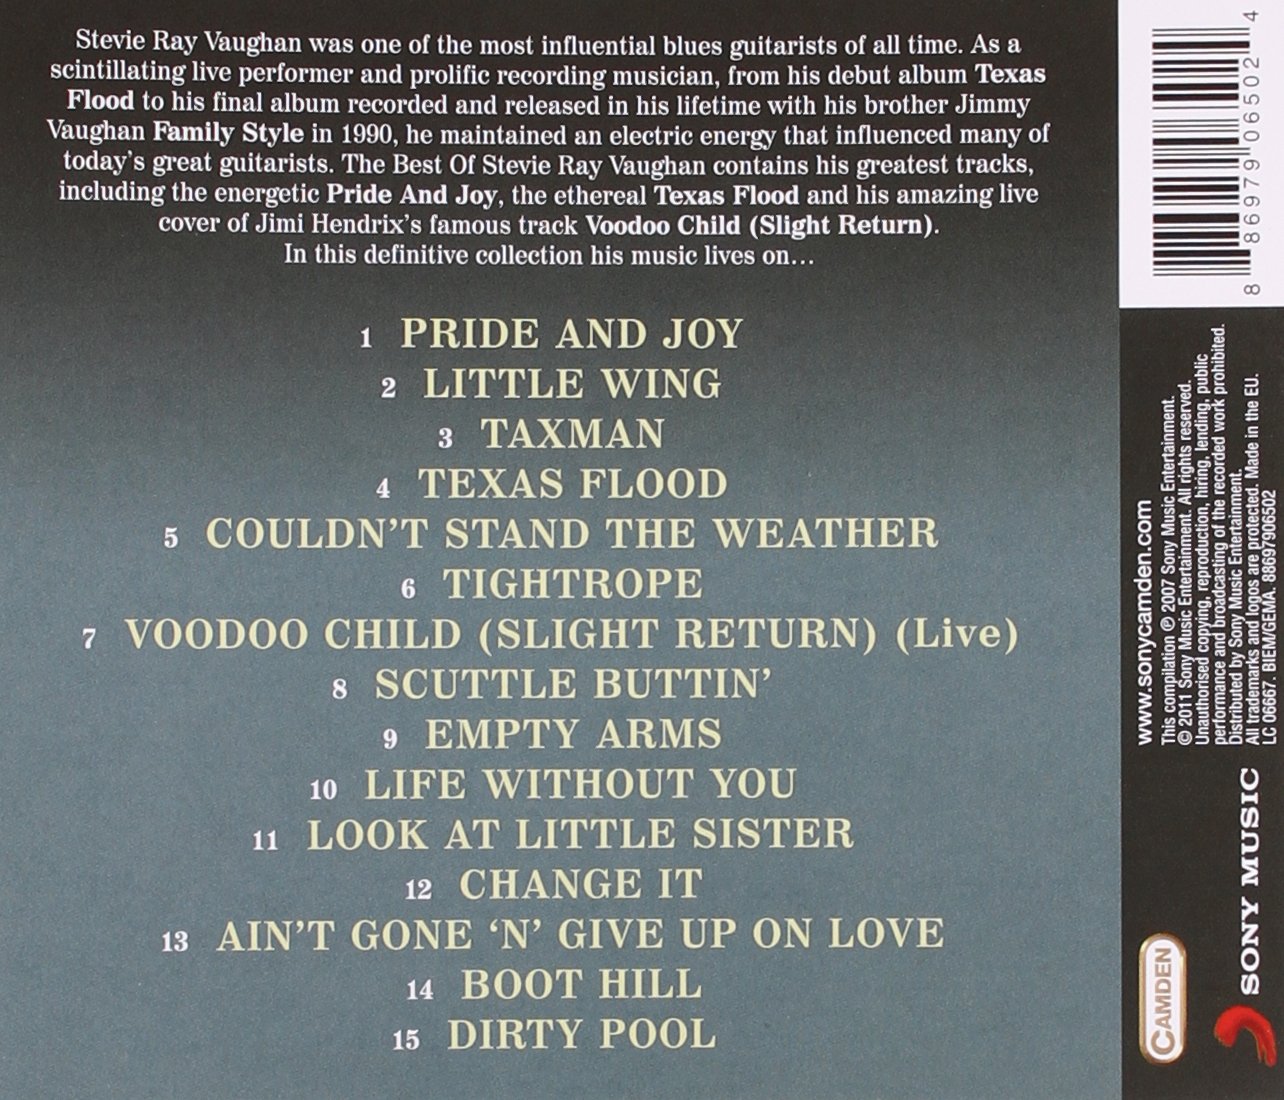 Stevie Ray Vaughan was one of the most influential blues guitarists of all time. As a
scintillating live performer and prolific recording musician, from his debut album Texas
Flood to his final album recorded and released in his lifetime with his brother Jimmy
Vaughan Family Style in 1990, he maintained an electric energy that influenced many of
today's great guitarists. The Best Of Stevie Ray Vaughan contains his greatest tracks,
including the energetic Pride And Joy, the ethereal Texas Flood and his amazing live
cover of Jimi Hendrix's famous track Voodoo Child (Slight Return).
In this definitive collection his music lives on...
1 PRIDE AND JOY
2 LITTLE WING
3 TAXMAN
4 TEXAS FLOOD
5 COULDN'T STAND THE WEATHER
6 TIGHTROPE
7 VOODOO CHILD (SLIGHT RETURN) (Live)
8 SCUTTLE BUTTIN'
9 EMPTY ARMS
10 LIFE WITHOUT YOU
11 LOOK AT LITTLE SISTER
12 CHANGE IT
13 AIN'T GONE 'N' GIVE UP ON LOVE
14 BOOT HILL
15 DIRTY POOL
8 86979 06502 4
www.sonycamden.com
This compilation ℗ 2007 Sony Music Entertainment.
© 2011 Sony Music Entertainment. All rights reserved.
Unauthorised copying, reproduction, hiring, lending, public
performance and broadcasting of the recorded work prohibited.
Distributed by Sony Music Entertainment.
All trademarks and logos are protected. Made in the EU.
LC 06667. BIEM/GEMA. 88697906502
CAMDEN
SONY MUSIC